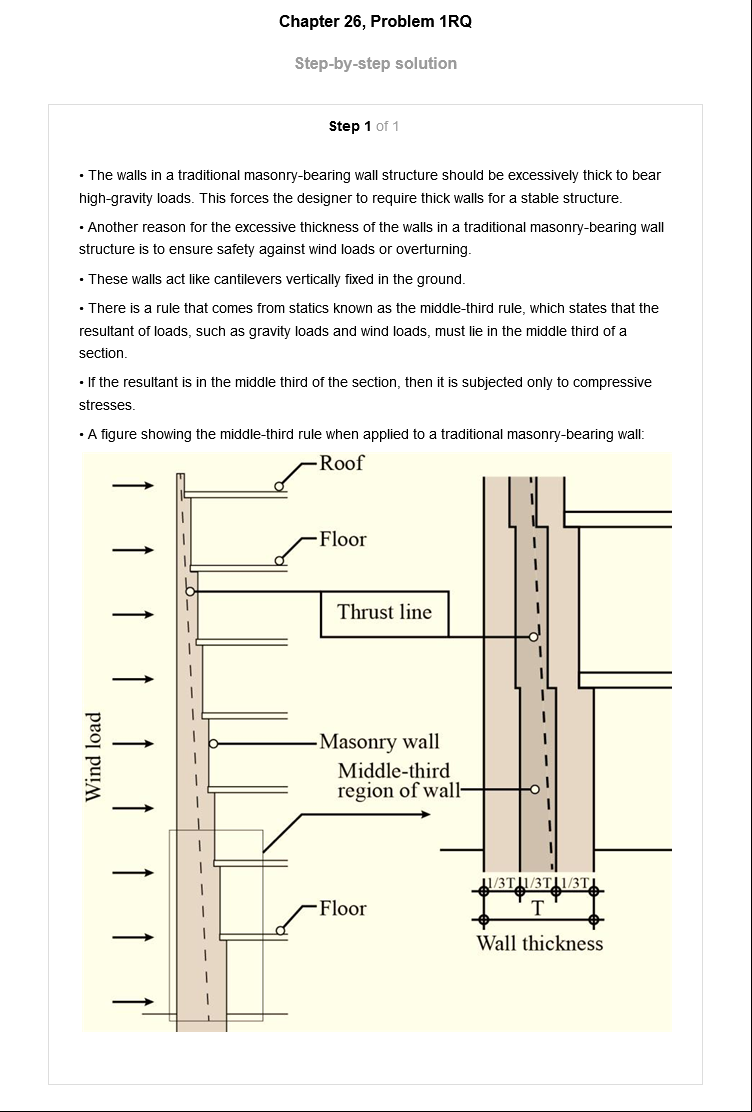 Chapter 26, Problem 1RQ
Step-by-step solution
Step 1 of 1
• The walls in a traditional masonry-bearing wall structure should be excessively thick to bear
high-gravity loads. This forces the designer to require thick walls for a stable structure.
• Another reason for the excessive thickness of the walls in a traditional masonry-bearing wall
structure is to ensure safety against wind loads or overturning.
• These walls act like cantilevers vertically fixed in the ground.
• There is a rule that comes from statics known as the middle-third rule, which states that the
resultant of loads, such as gravity loads and wind loads, must lie in the middle third of a
section.
• If the resultant is in the middle third of the section, then it is subjected only to compressive
stresses.
• A figure showing the middle-third rule when applied to a traditional masonry-bearing wall:
Roof
Floor
Thrust line
Wind load
Masonry wall
Middle-third
region of wall
Floor
1/3T 1/3T 1/3T
T
Wall thickness